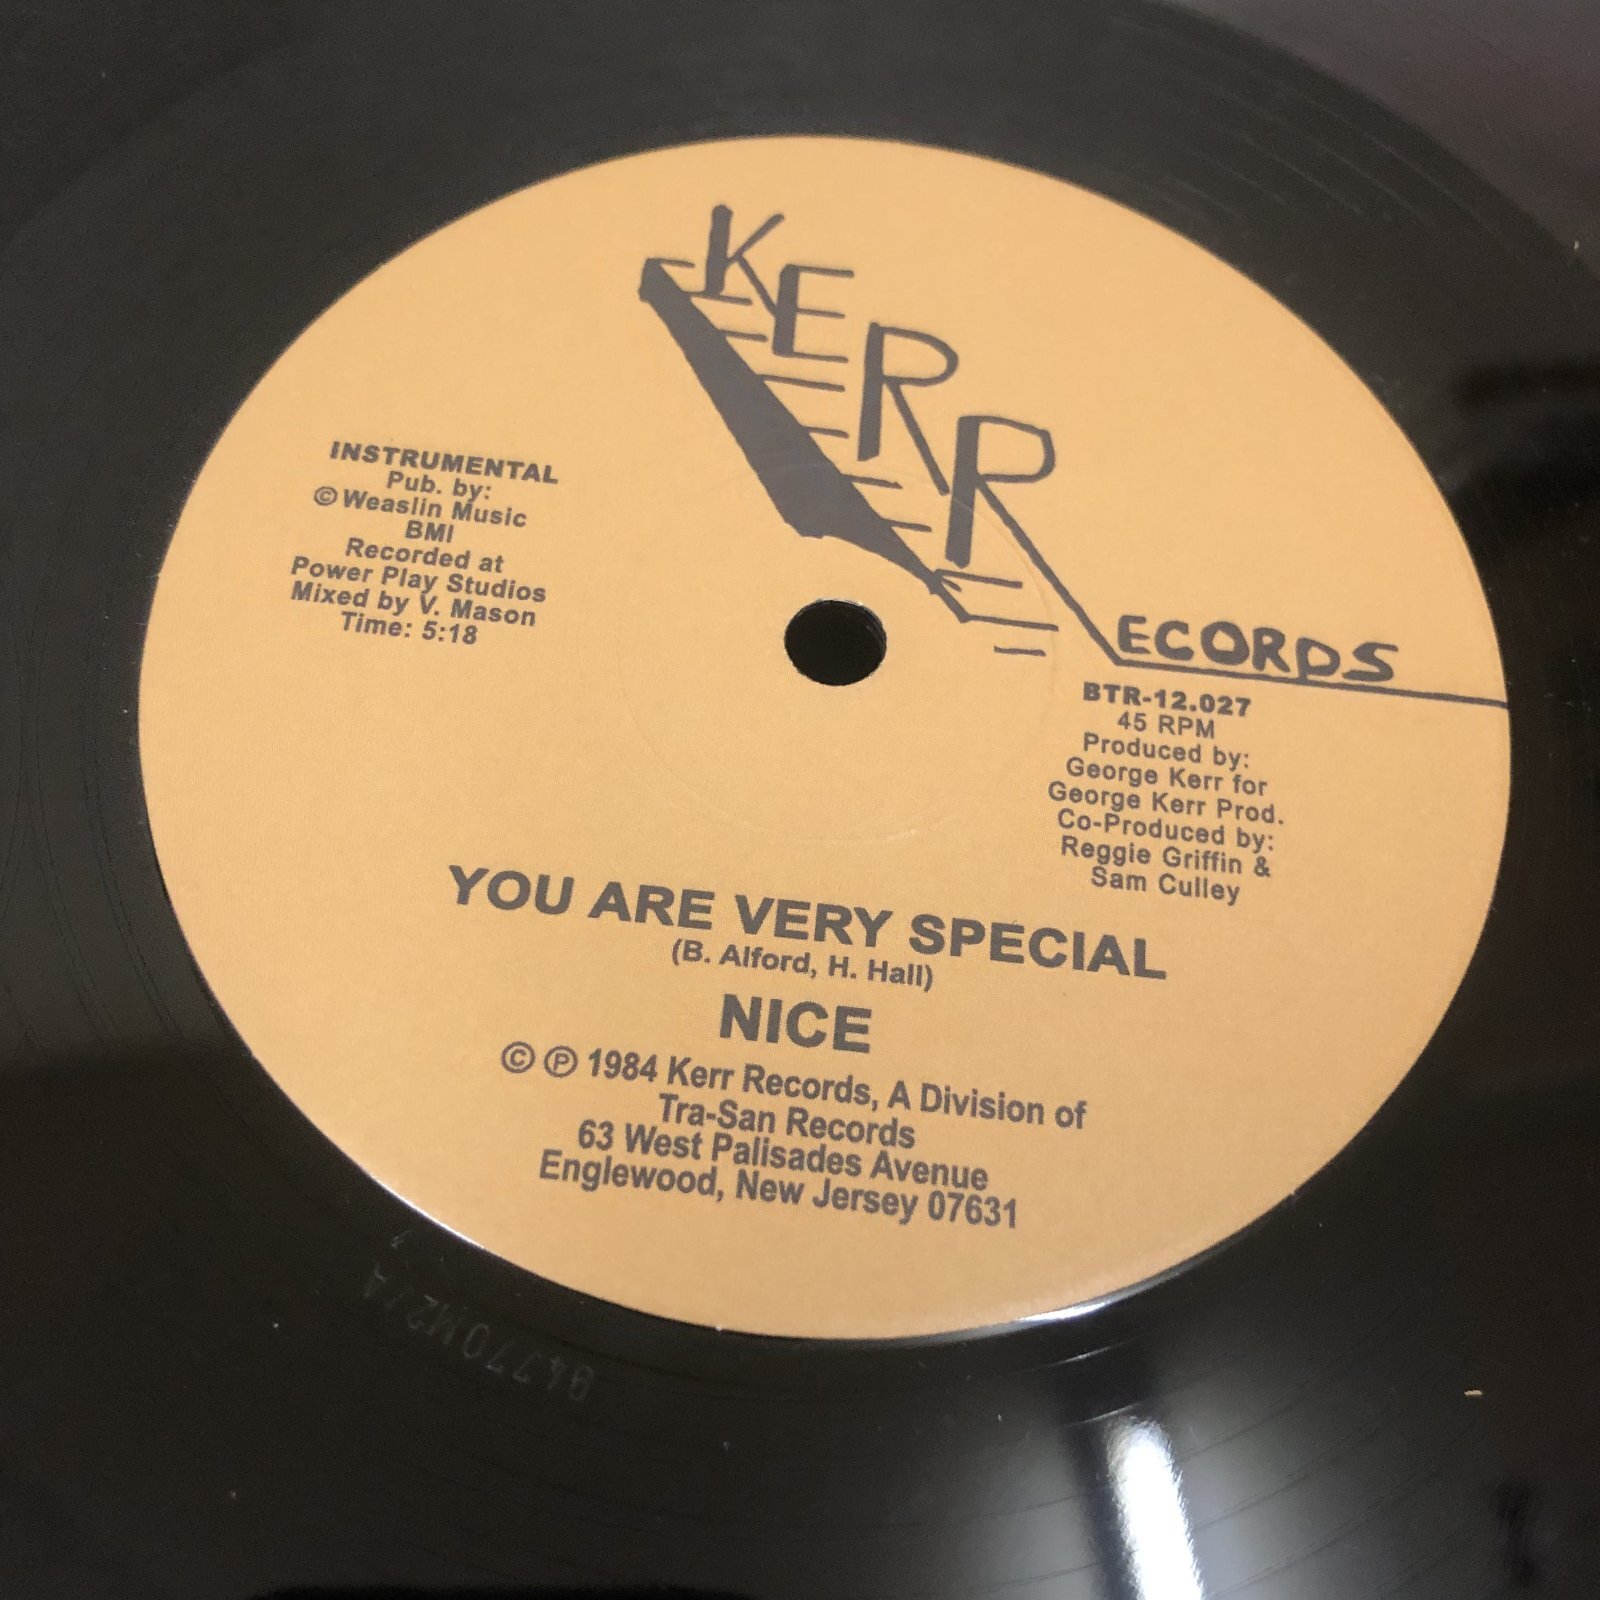 KERR
ECORDS
INSTRUMENTAL
Pub. by:
© Weaslin Music
BMI
Recorded at
Power Play Studios
Mixed by V. Mason
Time: 5:18
BTR-12.027
45 RPM
Produced by:
George Kerr for
George Kerr Prod.
Co-Produced by:
Reggie Griffin &
Sam Culley
YOU ARE VERY SPECIAL
(B. Alford, H. Hall)
NICE
© ℗ 1984 Kerr Records, A Division of
Tra-San Records
63 West Palisades Avenue
Englewood, New Jersey 07631